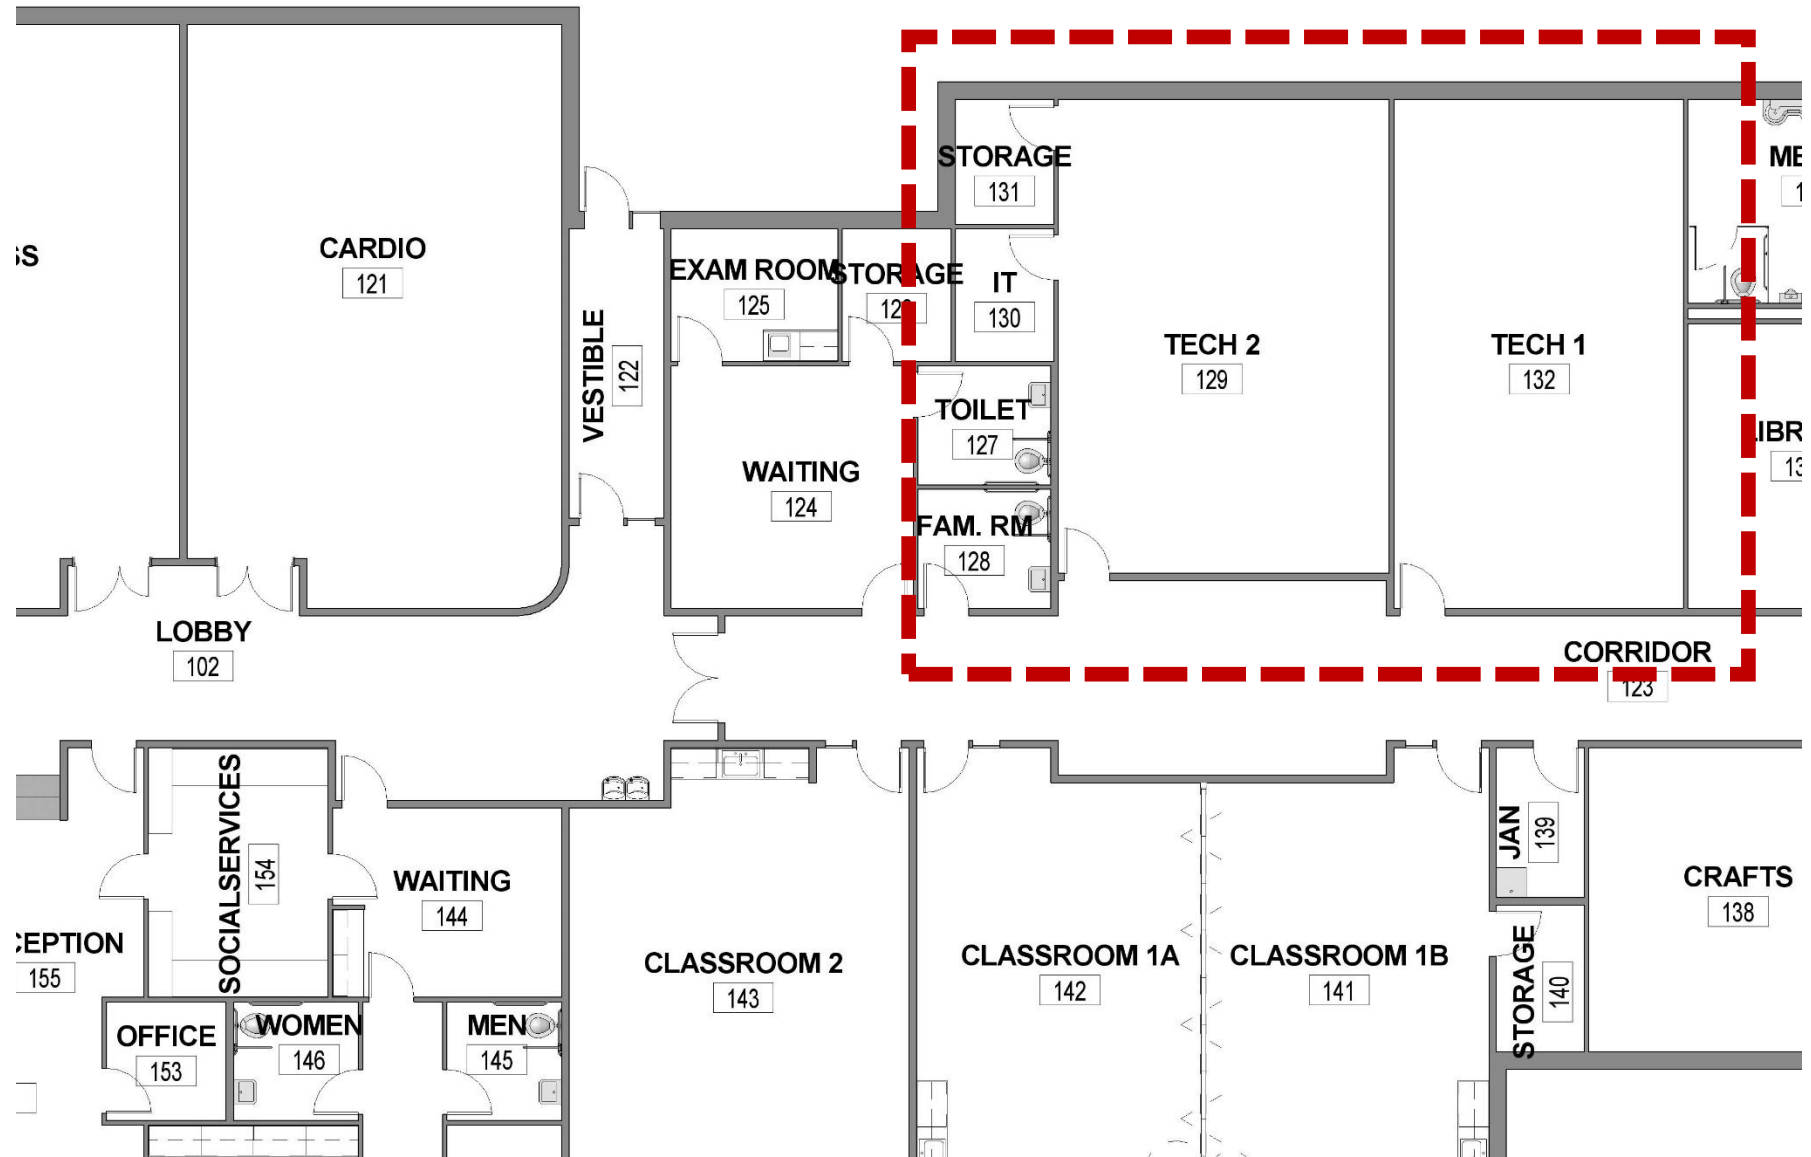 STORAGE
131
SS
CARDIO
121
EXAM ROOM
125
STORAGE
IT
130
VESTIBLE
122
TECH 2
129
TECH 1
132
TOILET
127
WAITING
124
FAM. RM
128
LOBBY
102
CORRIDOR
123
SOCIALSERVICES
154
WAITING
144
JAN
139
CRAFTS
138
CEPTION
155
CLASSROOM 2
143
CLASSROOM 1A
142
CLASSROOM 1B
141
STORAGE
140
OFFICE
153
WOMEN
146
MEN
145